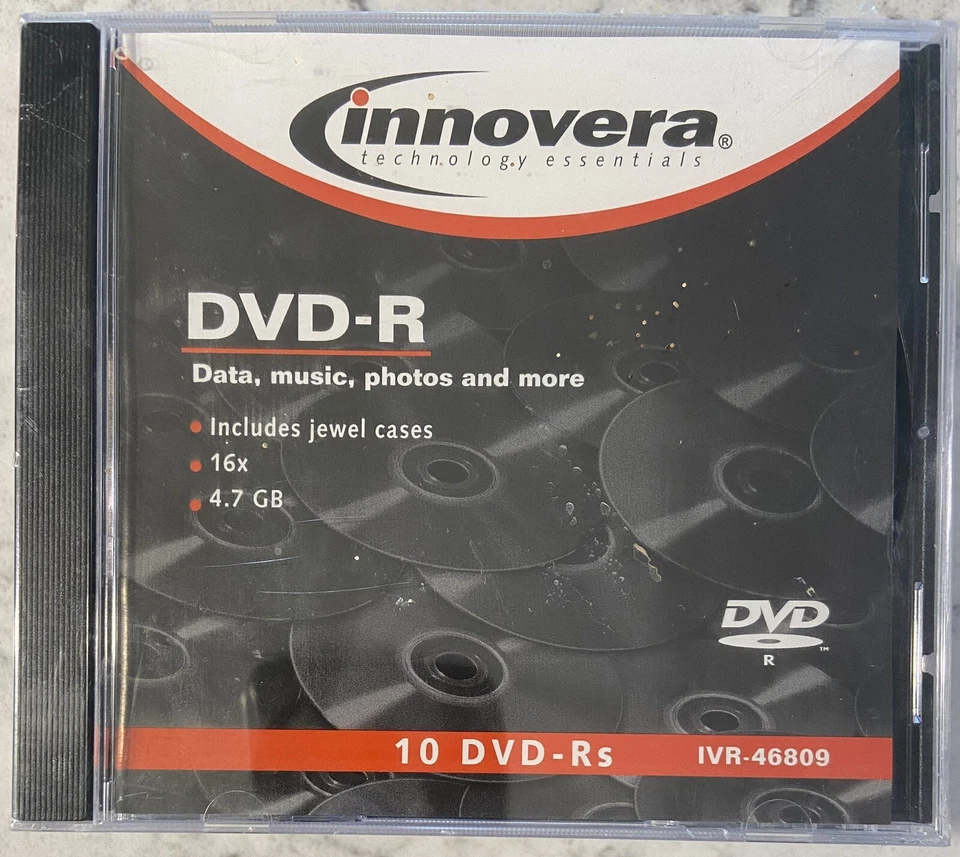 innovera®
technology essentials
DVD-R
Data, music, photos and more
• Includes jewel cases
• 16x
• 4.7 GB
DVD™
R
10 DVD-Rs IVR-46809